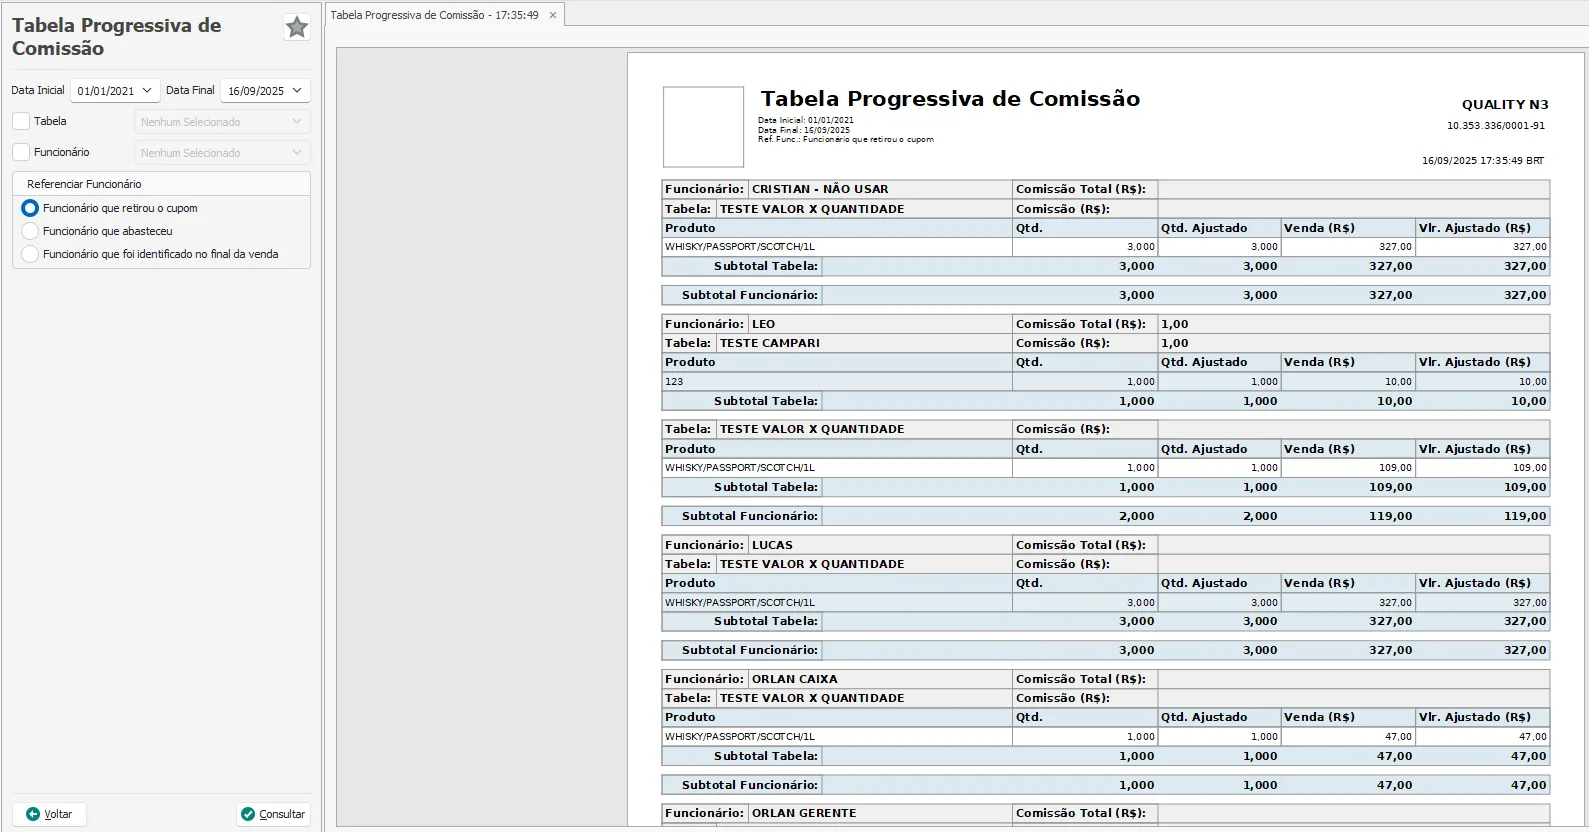 Tabela Progressiva de
Comissão
Data Inicial 01/01/2021 Data Final 16/09/2025
Tabela Nenhum Selecionado
Funcionário Nenhum Selecionado
Referenciar Funcionário
Funcionário que retirou o cupom
Funcionário que abasteceu
Funcionário que foi identificado no final da venda
Voltar Consultar
Tabela Progressiva de Comissão - 17:35:49 ×
Tabela Progressiva de Comissão
Data Inicial: 01/01/2021
Data Final: 16/09/2025
Ref. Func.: Funcionário que retirou o cupom
QUALITY N3
10.353.336/0001-91
16/09/2025 17:35:49 BRT
Funcionário: CRISTIAN - NÃO USAR Comissão Total (R$):
Tabela: TESTE VALOR X QUANTIDADE Comissão (R$):
Produto Qtd. Qtd. Ajustado Venda (R$) Vlr. Ajustado (R$)
WHISKY/PASSPORT/SCOTCH/1L 3,000 3,000 327,00 327,00
Subtotal Tabela: 3,000 3,000 327,00 327,00
Subtotal Funcionário: 3,000 3,000 327,00 327,00
Funcionário: LEO Comissão Total (R$): 1,00
Tabela: TESTE CAMPARI Comissão (R$): 1,00
Produto Qtd. Qtd. Ajustado Venda (R$) Vlr. Ajustado (R$)
123 1,000 1,000 10,00 10,00
Subtotal Tabela: 1,000 1,000 10,00 10,00
Tabela: TESTE VALOR X QUANTIDADE Comissão (R$):
Produto Qtd. Qtd. Ajustado Venda (R$) Vlr. Ajustado (R$)
WHISKY/PASSPORT/SCOTCH/1L 1,000 1,000 109,00 109,00
Subtotal Tabela: 1,000 1,000 109,00 109,00
Subtotal Funcionário: 2,000 2,000 119,00 119,00
Funcionário: LUCAS Comissão Total (R$):
Tabela: TESTE VALOR X QUANTIDADE Comissão (R$):
Produto Qtd. Qtd. Ajustado Venda (R$) Vlr. Ajustado (R$)
WHISKY/PASSPORT/SCOTCH/1L 3,000 3,000 327,00 327,00
Subtotal Tabela: 3,000 3,000 327,00 327,00
Subtotal Funcionário: 3,000 3,000 327,00 327,00
Funcionário: ORLAN CAIXA Comissão Total (R$):
Tabela: TESTE VALOR X QUANTIDADE Comissão (R$):
Produto Qtd. Qtd. Ajustado Venda (R$) Vlr. Ajustado (R$)
WHISKY/PASSPORT/SCOTCH/1L 1,000 1,000 47,00 47,00
Subtotal Tabela: 1,000 1,000 47,00 47,00
Subtotal Funcionário: 1,000 1,000 47,00 47,00
Funcionário: ORLAN GERENTE Comissão Total (R$):